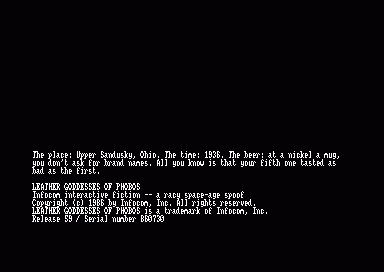 The place: Upper Sandusky, Ohio. The time: 1936. The beer: at a nickel a mug,
you don't ask for brand names. All you know is that your fifth one tasted as
bad as the first.
LEATHER GODDESSES OF PHOBOS
Infocom interactive fiction -- a racy space-age spoof
Copyright (c) 1986 by Infocom, Inc. All rights reserved.
LEATHER GODDESSES OF PHOBOS is a trademark of Infocom, Inc.
Release 59 / Serial number 860730